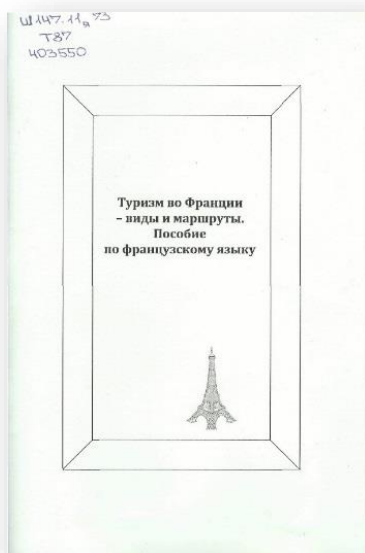 Ш147.11я73
Т87
403550
Туризм во Франции
– виды и маршруты.
Пособие
по французскому языку